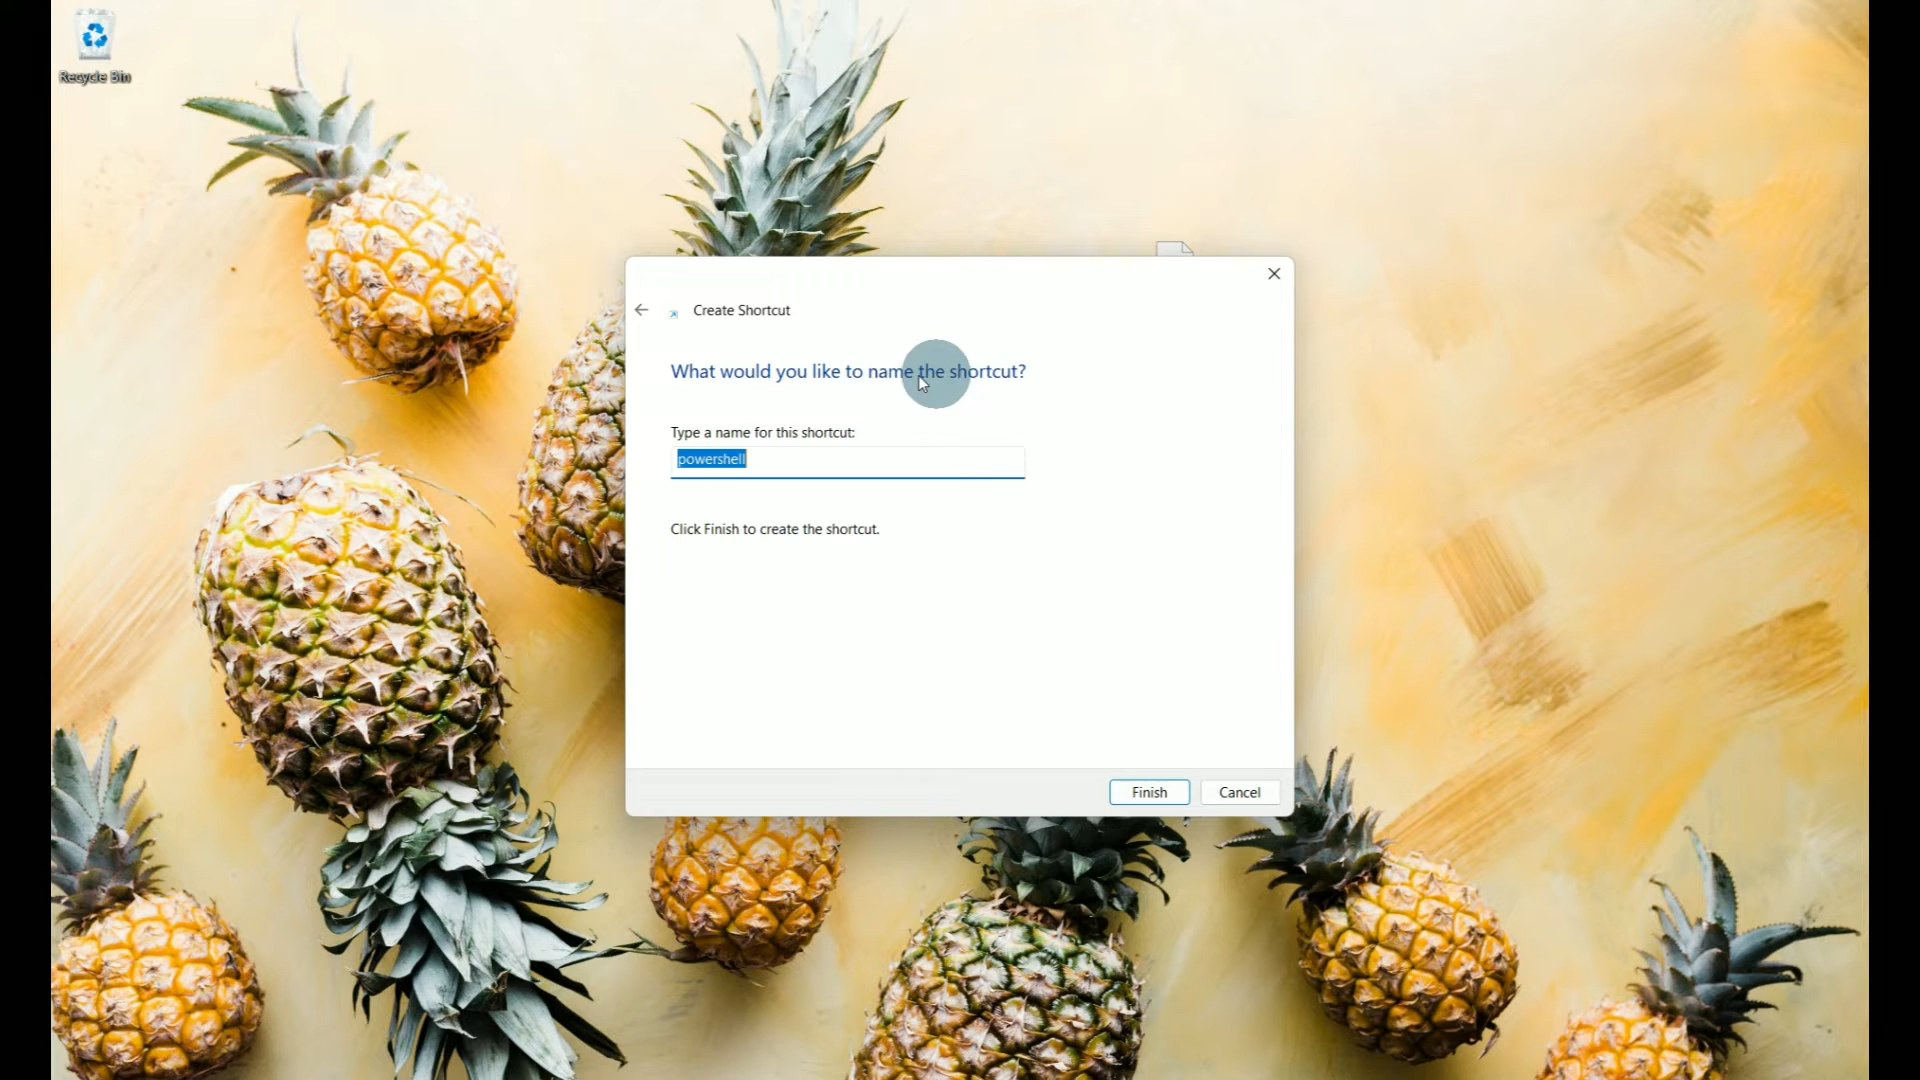 Recycle Bin
Create Shortcut
What would you like to name the shortcut?
Type a name for this shortcut:
powershell
Click Finish to create the shortcut.
Finish
Cancel